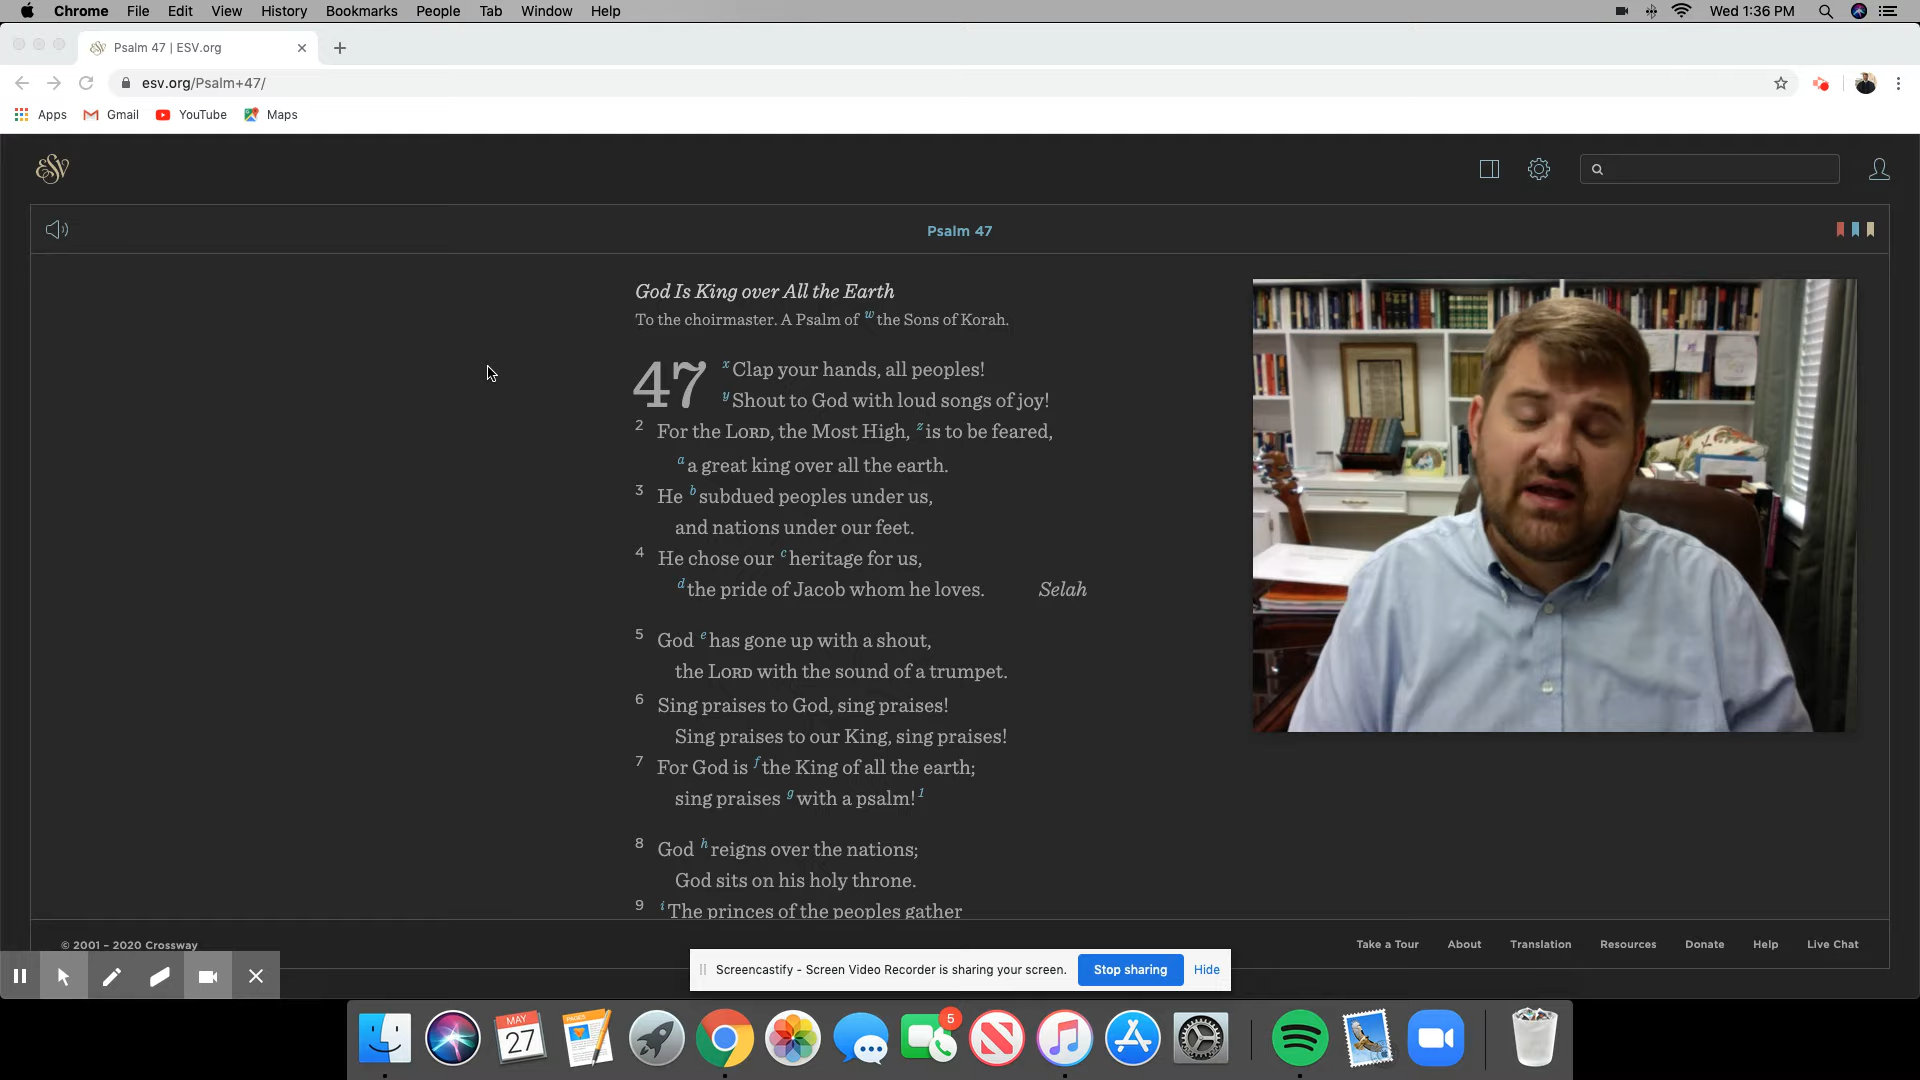 Chrome File Edit View History Bookmarks People Tab Window Help Wed 1:36 PM
Psalm 47 | ESV.org
esv.org/Psalm+47/
Apps Gmail YouTube Maps
ESV
Psalm 47
God Is King over All the Earth
To the choirmaster. A Psalm of w the Sons of Korah.
47 x Clap your hands, all peoples!
y Shout to God with loud songs of joy!
2 For the LORD, the Most High, z is to be feared,
a a great king over all the earth.
3 He b subdued peoples under us,
and nations under our feet.
4 He chose our c heritage for us,
d the pride of Jacob whom he loves. Selah
5 God e has gone up with a shout,
the LORD with the sound of a trumpet.
6 Sing praises to God, sing praises!
Sing praises to our King, sing praises!
7 For God is f the King of all the earth;
sing praises g with a psalm! 1
8 God h reigns over the nations;
God sits on his holy throne.
9 i The princes of the peoples gather
© 2001 – 2020 Crossway Take a Tour About Translation Resources Donate Help Live Chat
Screencastify - Screen Video Recorder is sharing your screen. Stop sharing Hide
MAY
27
PAGES
5